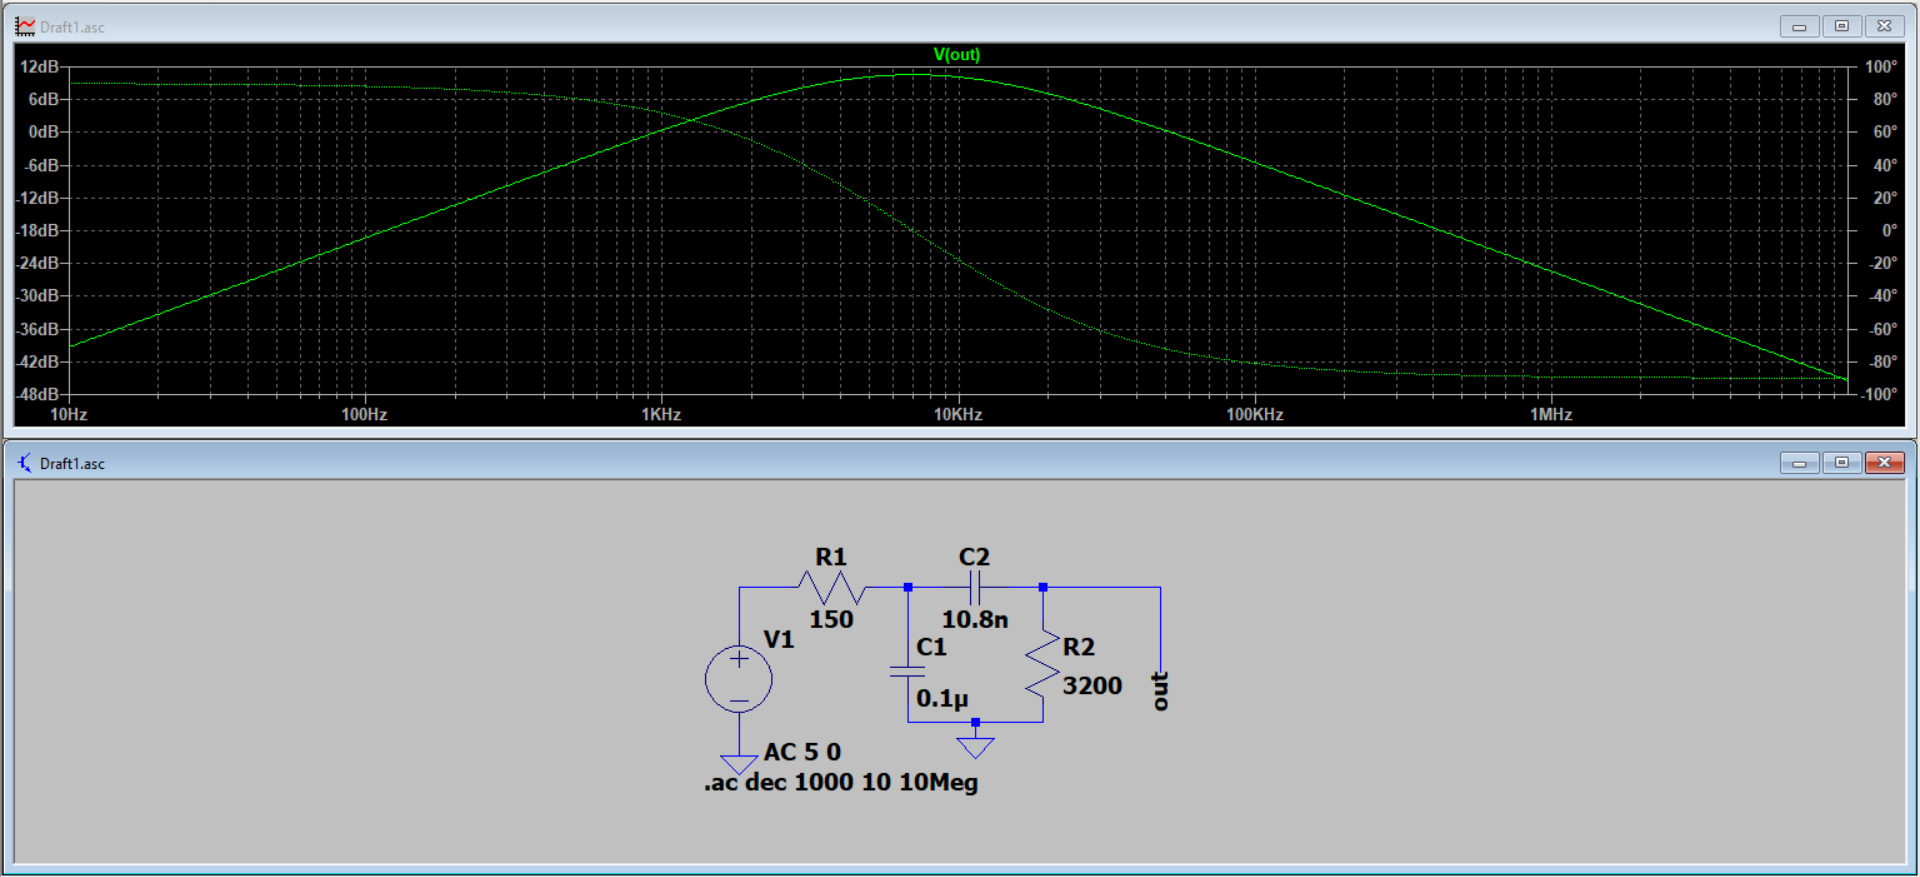 Draft1.asc
V(out)
12dB 100°
6dB 80°
0dB 60°
-6dB 40°
-12dB 20°
-18dB 0°
-24dB -20°
-30dB -40°
-36dB -60°
-42dB -80°
-48dB -100°
10Hz 100Hz 1KHz 10KHz 100KHz 1MHz
Draft1.asc
R1 C2
150 10.8n
V1 C1 R2
0.1µ 3200 out
AC 5 0
.ac dec 1000 10 10Meg